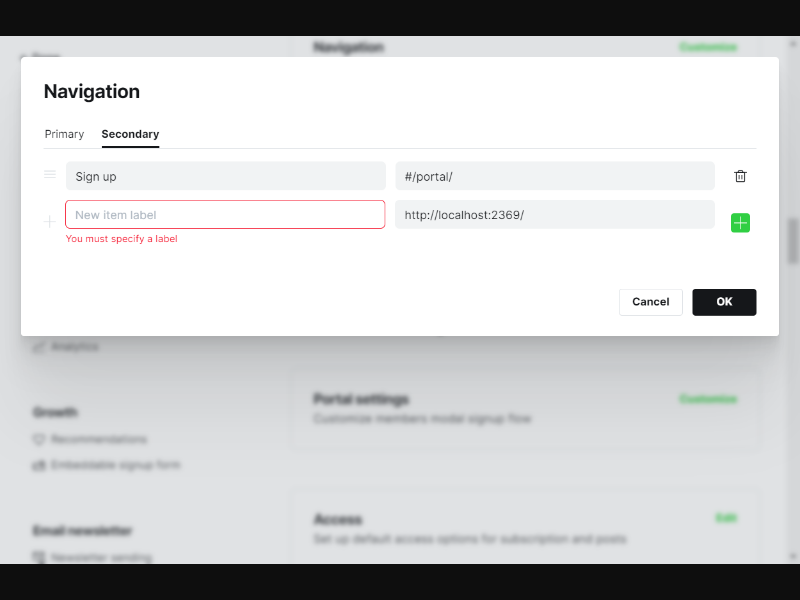 Navigation
Customize
Navigation
Primary
Secondary
Sign up
#/portal/
New item label
http://localhost:2369/
You must specify a label
Cancel
OK
Analytics
Growth
Recommendations
Embeddable signup form
Email newsletter
Newsletter sending
Portal settings
Customize
Customize members modal signup flow
Access
Edit
Set up default access options for subscription and posts